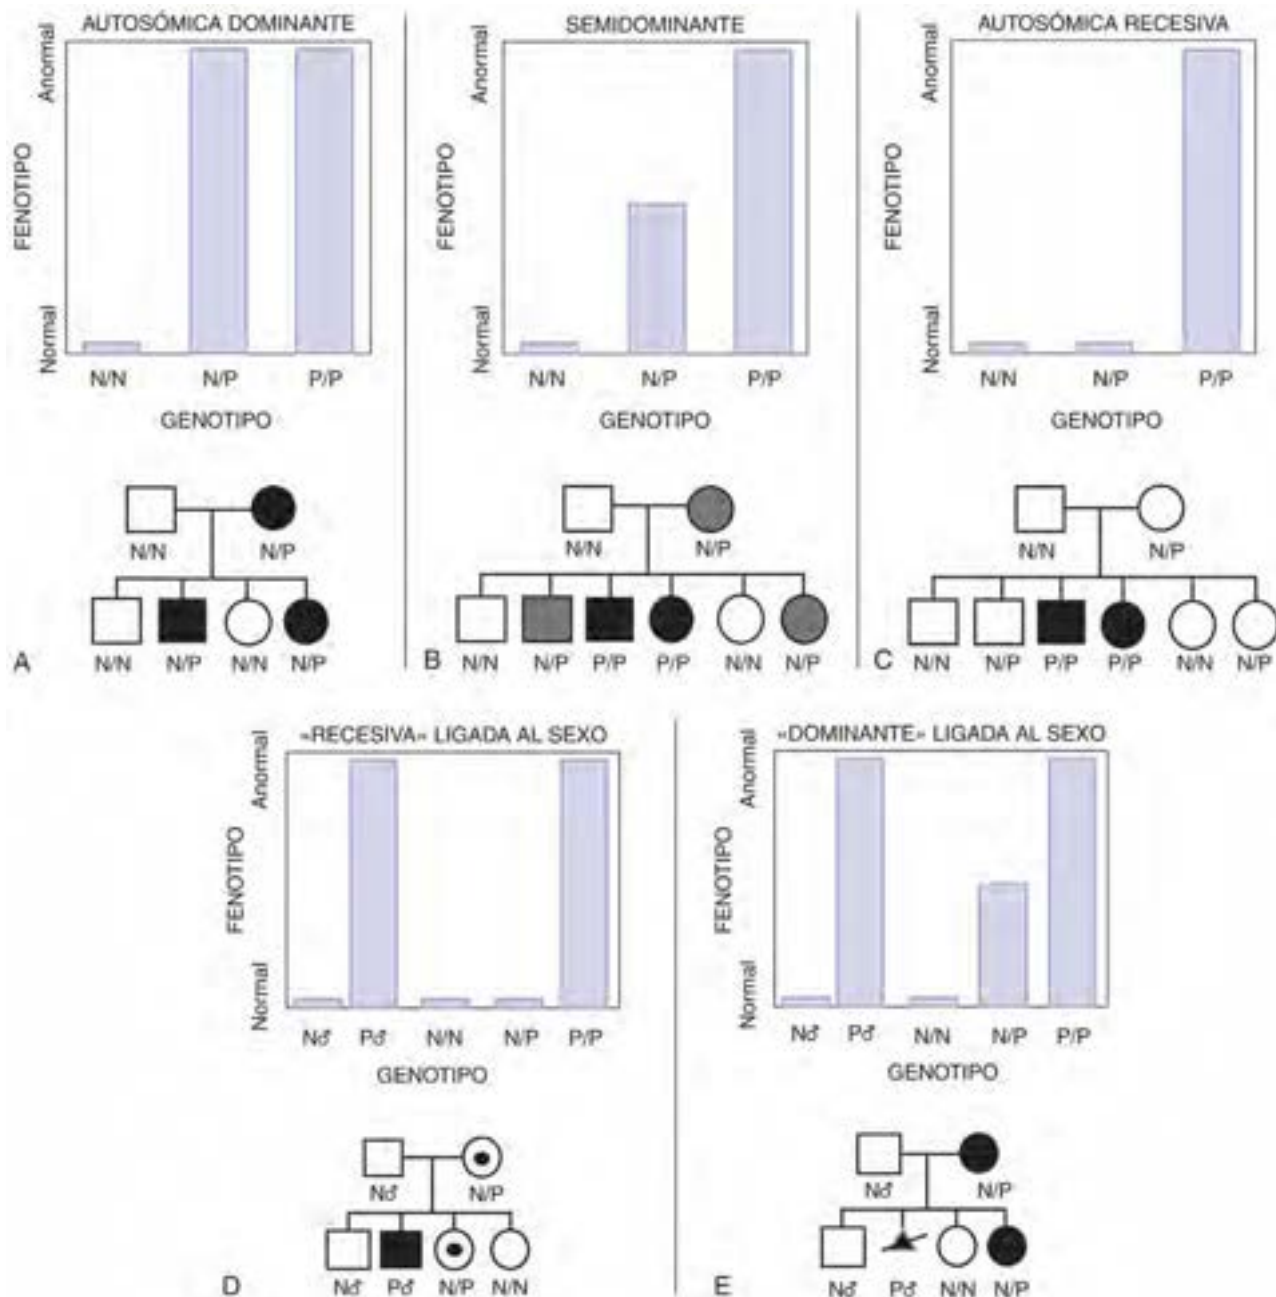 AUTOSÓMICA DOMINANTE
Anormal
FENOTIPO
Normal
N/N N/P P/P
GENOTIPO
N/N N/P
N/N N/P N/N N/P
A
SEMIDOMINANTE
Anormal
FENOTIPO
Normal
N/N N/P P/P
GENOTIPO
N/N N/P
N/N N/P P/P P/P N/N N/P
B
AUTOSÓMICA RECESIVA
Anormal
FENOTIPO
Normal
N/N N/P P/P
GENOTIPO
N/N N/P
N/N N/P P/P P/P N/N N/P
C
«RECESIVA» LIGADA AL SEXO
Anormal
FENOTIPO
Normal
N♂ P♂ N/N N/P P/P
GENOTIPO
N♂ N/P
N♂ P♂ N/P N/N
D
«DOMINANTE» LIGADA AL SEXO
Anormal
FENOTIPO
Normal
N♂ P♂ N/N N/P P/P
GENOTIPO
N♂ N/P
N♂ P♂ N/N N/P
E